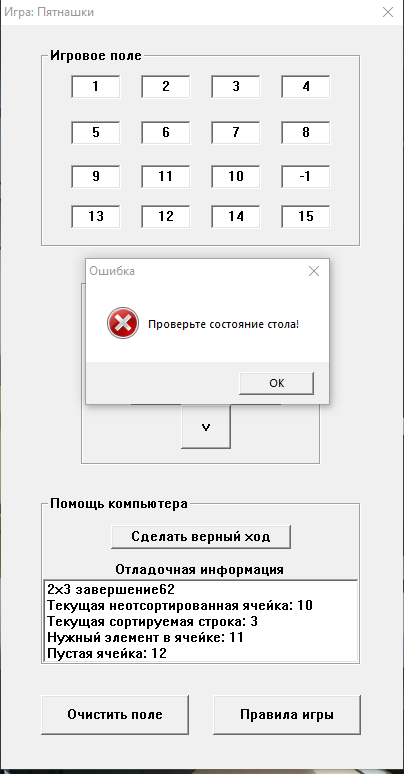 Игра: Пятнашки
Игровое поле
1 2 3 4
5 6 7 8
9 11 10 -1
13 12 14 15
Ошибка
Проверьте состояние стола!
ОК
v
Помощь компьютера
Сделать верный ход
Отладочная информация
2x3 завершение62
Текущая неотсортированная ячейка: 10
Текущая сортируемая строка: 3
Нужный элемент в ячейке: 11
Пустая ячейка: 12
Очистить поле
Правила игры